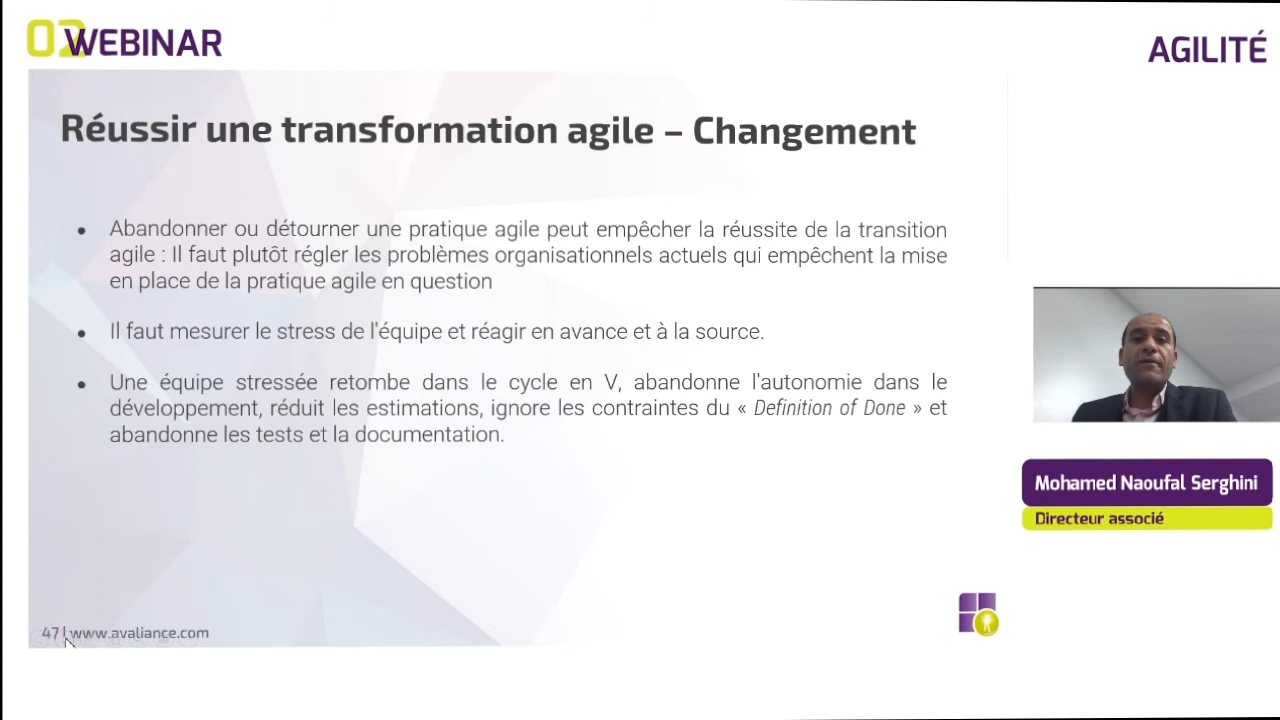 02 WEBINAR
AGILITÉ
Réussir une transformation agile – Changement
• Abandonner ou détourner une pratique agile peut empêcher la réussite de la transition
agile : Il faut plutôt régler les problèmes organisationnels actuels qui empêchent la mise
en place de la pratique agile en question
• Il faut mesurer le stress de l'équipe et réagir en avance et à la source.
• Une équipe stressée retombe dans le cycle en V, abandonne l'autonomie dans le
développement, réduit les estimations, ignore les contraintes du « Definition of Done » et
abandonne les tests et la documentation.
Mohamed Naoufal Serghini
Directeur associé
47 | www.avaliance.com